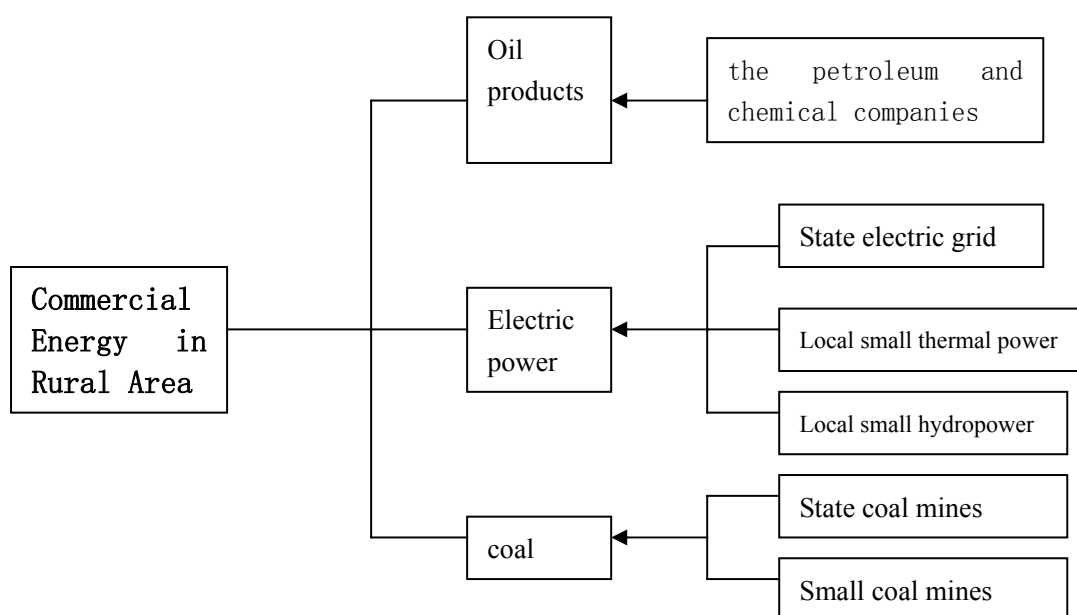 Oil
products
the petroleum and
chemical companies
Commercial
Energy in
Rural Area
Electric
power
State electric grid
Local small thermal power
Local small hydropower
coal
State coal mines
Small coal mines